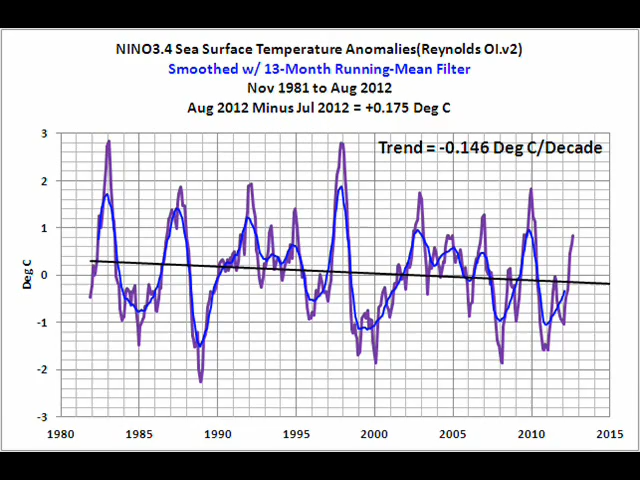 NINO3.4 Sea Surface Temperature Anomalies(Reynolds OI.v2)
Smoothed w/ 13-Month Running-Mean Filter
Nov 1981 to Aug 2012
Aug 2012 Minus Jul 2012 = +0.175 Deg C
Trend = -0.146 Deg C/Decade
3
2
1
0
-1
-2
-3
Deg C
1980 1985 1990 1995 2000 2005 2010 2015